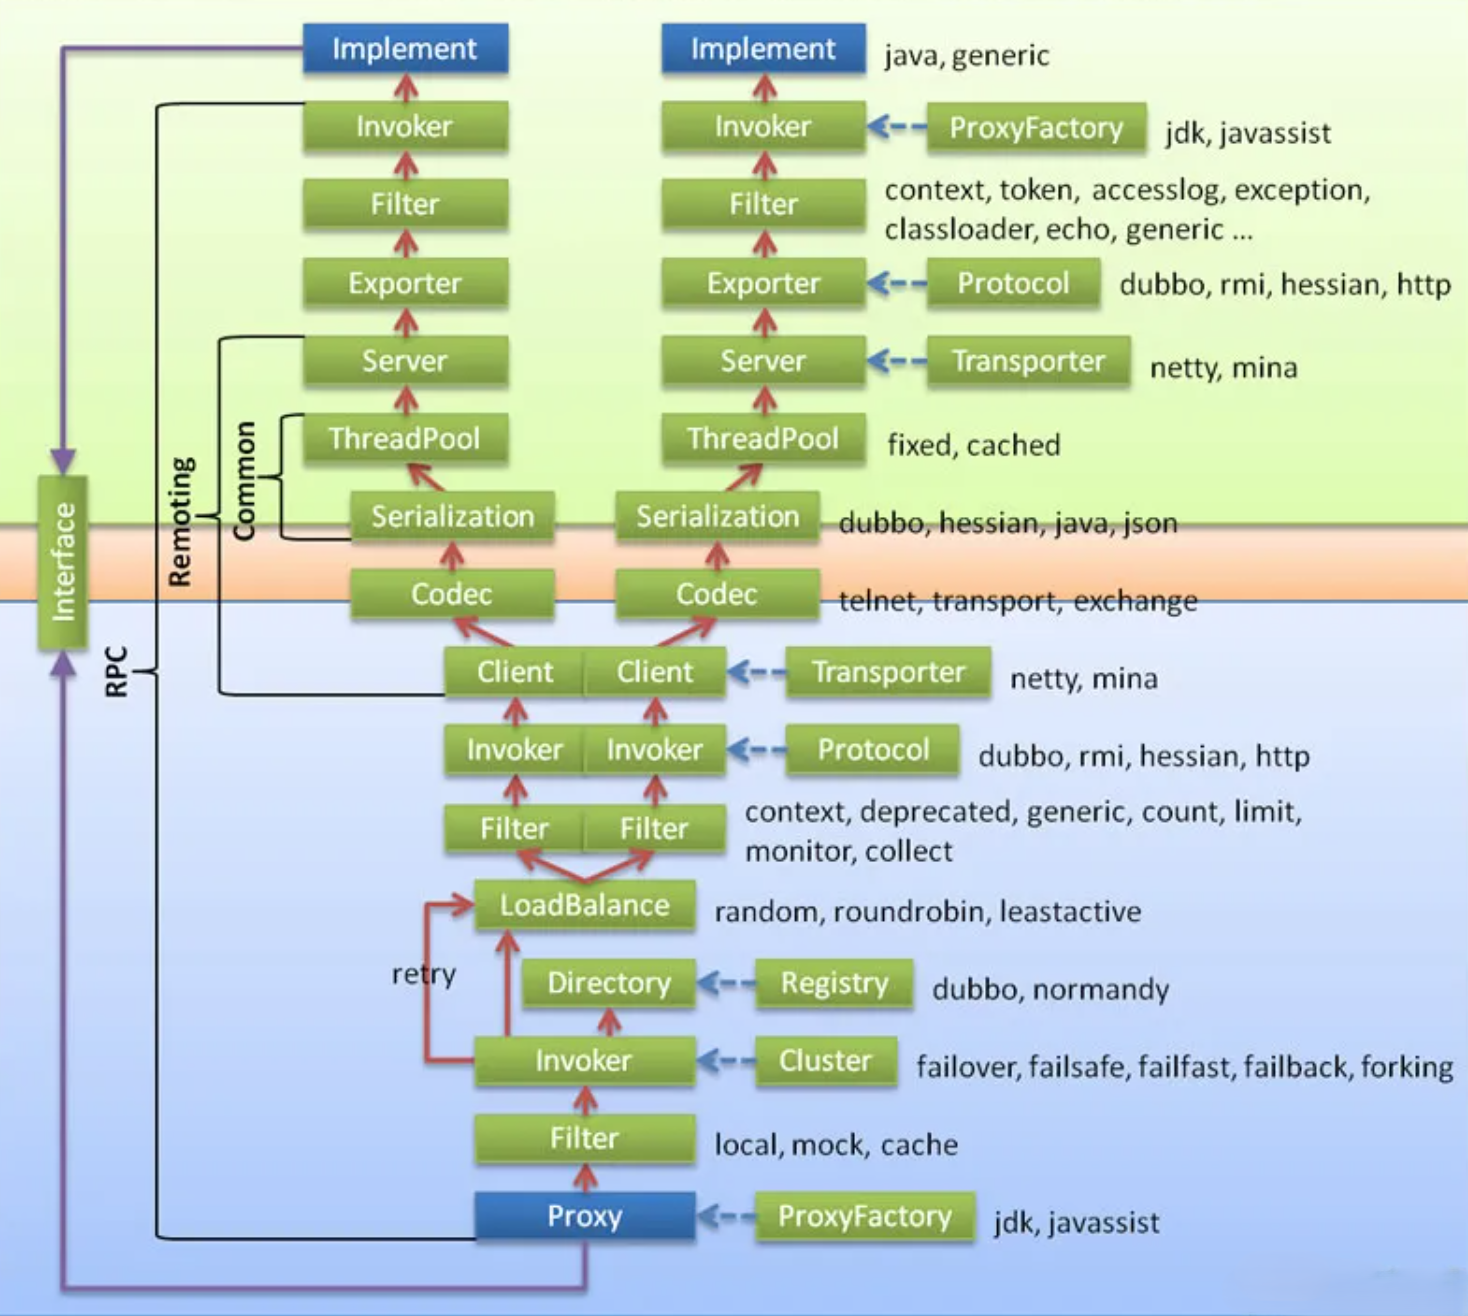 Implement
Implement
java, generic
Invoker
Invoker
ProxyFactory
jdk, javassist
Filter
Filter
context, token, accesslog, exception,
classloader, echo, generic ...
Exporter
Exporter
Protocol
dubbo, rmi, hessian, http
Server
Server
Transporter
netty, mina
ThreadPool
ThreadPool
fixed, cached
Serialization
Serialization
dubbo, hessian, java, json
Codec
Codec
telnet, transport, exchange
Interface
RPC
Remoting
Common
Client
Client
Transporter
netty, mina
Invoker
Invoker
Protocol
dubbo, rmi, hessian, http
Filter
Filter
context, deprecated, generic, count, limit,
monitor, collect
LoadBalance
random, roundrobin, leastactive
retry
Directory
Registry
dubbo, normandy
Invoker
Cluster
failover, failsafe, failfast, failback, forking
Filter
local, mock, cache
Proxy
ProxyFactory
jdk, javassist